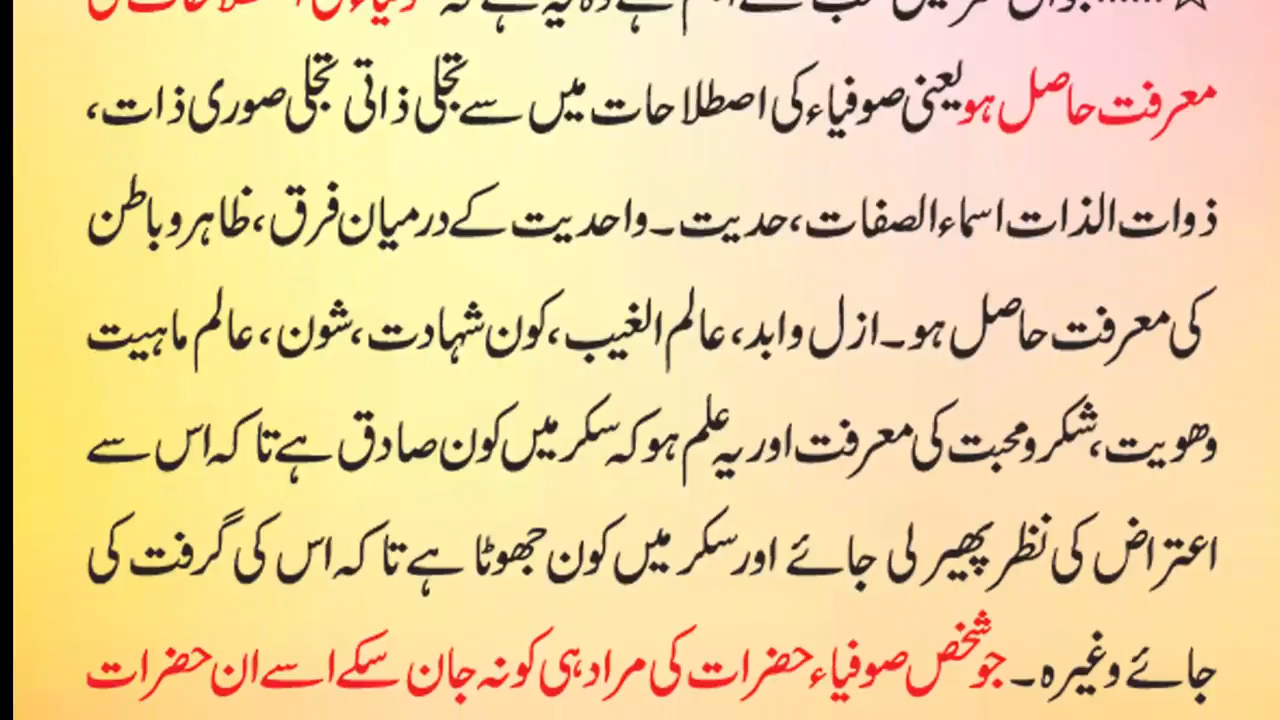 معرفت حاصل ہو یعنی صوفیاء کی اصطلاحات میں سے تجلی ذاتی تجلی صوری ذات،
ذوات الذات اسماء الصفات، حدیت۔ واحدیت کے درمیان فرق، ظاہر و باطن
کی معرفت حاصل ہو۔ ازل و ابد، عالم الغیب، کون شہادت، شون، عالم ماہیت
وھویت، شکر و محبت کی معرفت اور یہ علم ہو کہ سکر میں کون صادق ہے تا کہ اس سے
اعتراض کی نظر پھیر لی جائے اور سکر میں کون جھوٹا ہے تا کہ اس کی گرفت کی
جائے وغیرہ۔ جو شخص صوفیاء حضرات کی مراد ہی کو نہ جان سکے اسے ان حضرات